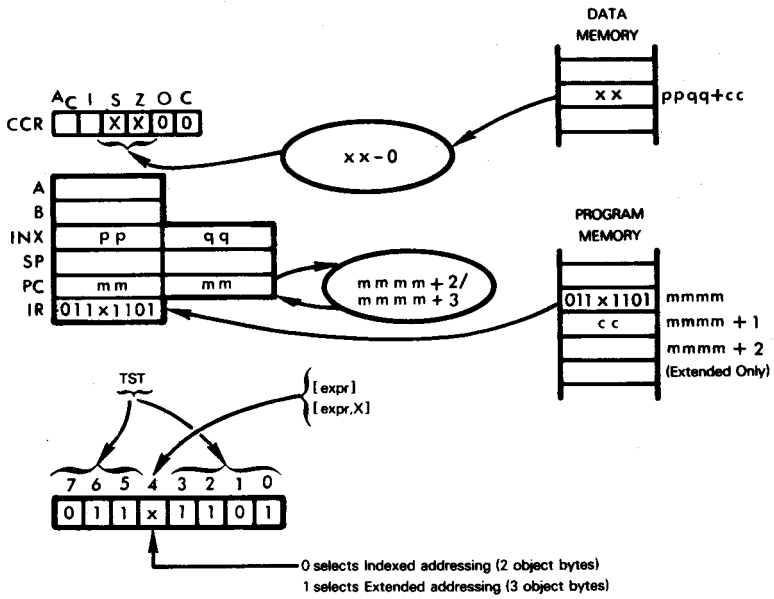 DATA
MEMORY
xx
ppqq+cc
AC I S Z O C
CCR X X 0 0
xx-0
A
B
INX pp qq
SP
PC mm mm
IR 011x1101
mmmm+2/
mmmm+3
PROGRAM
MEMORY
011x1101 mmmm
cc mmmm + 1
mmmm + 2
(Extended Only)
TST
[expr]
[expr,X]
7 6 5 4 3 2 1 0
0 1 1 x 1 1 0 1
0 selects Indexed addressing (2 object bytes)
1 selects Extended addressing (3 object bytes)